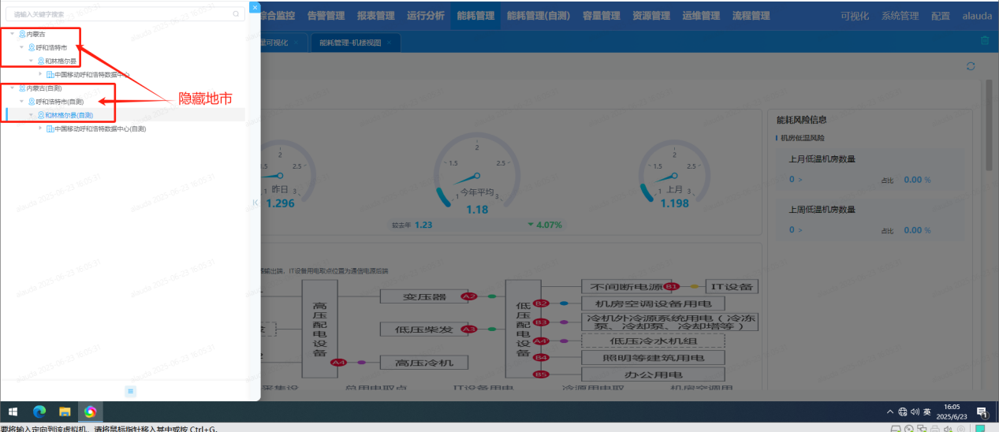 请输入关键字搜索
内蒙古
呼和浩特市
和林格尔县
中国移动呼和浩特数据中心
内蒙古(自测)
呼和浩特市(自测)
和林格尔县(自测)
中国移动呼和浩特数据中心(自测)
隐藏地市
综合监控 告警管理 报表管理 运行分析 能耗管理 能耗管理(自测) 容量管理 资源管理 运维管理 流程管理 可视化 系统管理 配置 alauda
量可视化 × 能耗管理-机楼视图 ×
1 1.5 2 2.5 3
昨日
1.296
1 1.5 2 2.5 3
今年平均
1.18
较去年 1.23 4.07%
1 1.5 2 2.5 3
上月
1.198
能耗风险信息
机房低温风险
上月低温机房数量
0 > 占比 0.00 %
上周低温机房数量
0 > 占比 0.00 %
输出端，IT设备用电取点位置为通信电源后端
高压配电设备
变压器 A2
低压柴发 A3
A4 高压冷机
低压配电设备
不间断电源 B1 IT设备
B2 机房空调设备用电
B3 冷机外冷源系统用电（冷冻泵、冷却泵、冷却塔等）
A4 低压冷水机组
B4 照明等建筑用电
B5 办公用电
采集设 总用电取点 IT设备用电 冷源用电取 机房空调用
alauda 2025-06-23 16:05:31
英 16:05
2025/6/23
1
要将输入定向到该虚拟机，请将鼠标指针移入其中或按 Ctrl+G。